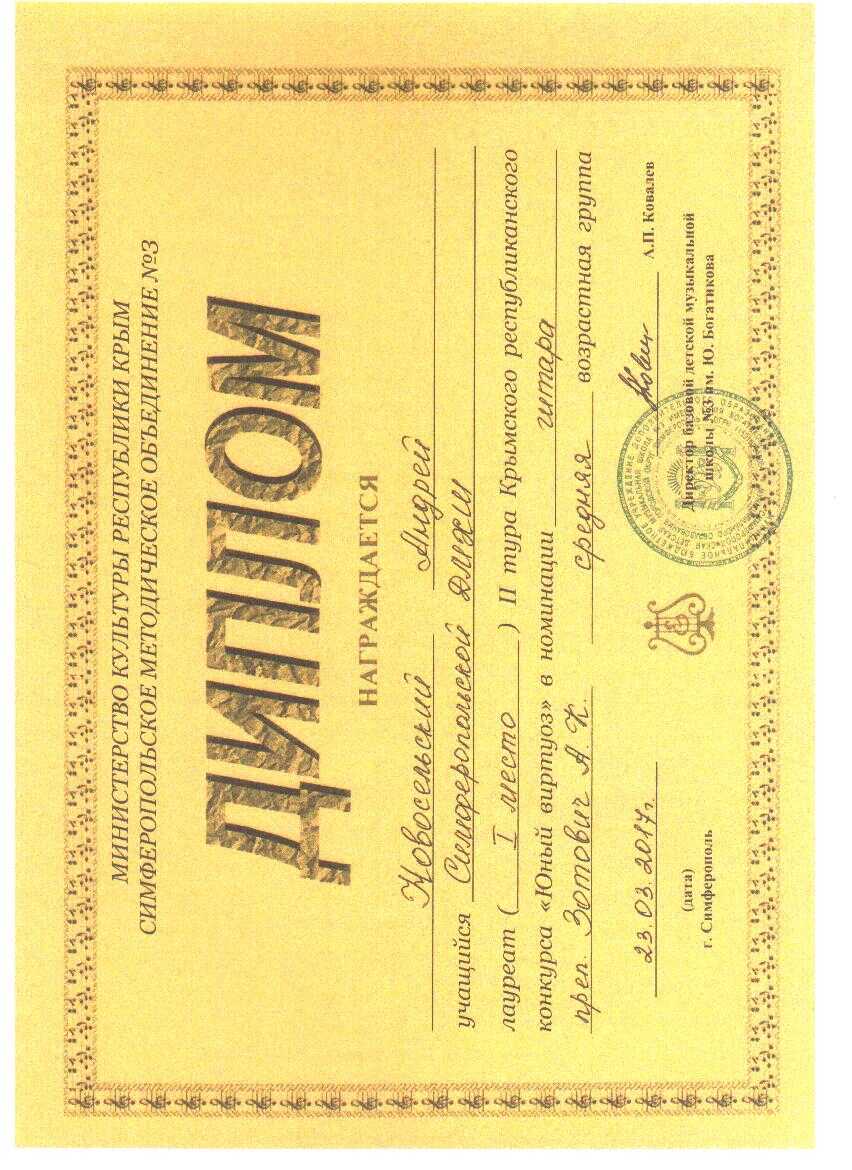 МИНИСТЕРСТВО КУЛЬТУРЫ РЕСПУБЛИКИ КРЫМ
СИМФЕРОПОЛЬСКОЕ МЕТОДИЧЕСКОЕ ОБЪЕДИНЕНИЕ №3
ДИПЛОМ
НАГРАЖДАЕТСЯ
Новосельский Андрей
учащийся Симферопольской ДМХШ
лауреат ( I место ) II тура Крымского республиканского
конкурса «Юный виртуоз» в номинации гитара
преп. Зотович А. К. средняя возрастная группа
23.03.2017г.
(дата)
г. Симферополь
А.П. Ковалев
Директор базовой детской музыкальной
школы №3 им. Ю. Богатикова